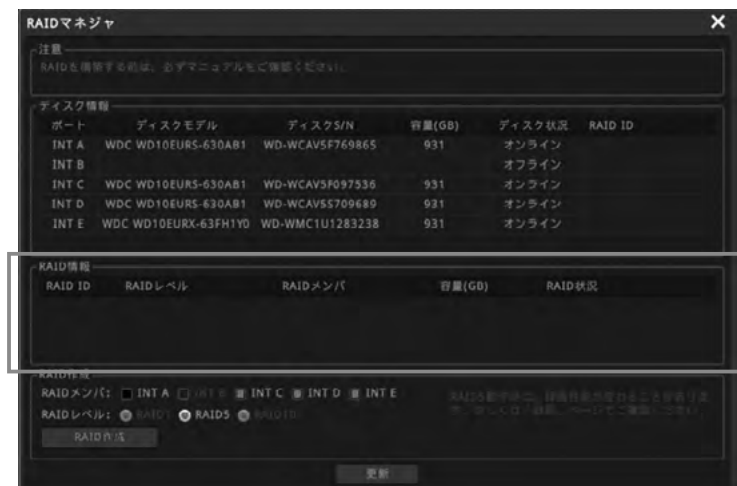 RAIDマネジャ
注意
RAIDを構築する前は、必ずマニュアルをご確認ください。
ディスク情報
ポート ディスクモデル ディスクS/N 容量(GB) ディスク状況 RAID ID
INT A WDC WD10EURS-630AB1 WD-WCAV5F769865 931 オンライン
INT B オフライン
INT C WDC WD10EURS-630AB1 WD-WCAV5F097536 931 オンライン
INT D WDC WD10EURS-630AB1 WD-WCAV5S709689 931 オンライン
INT E WDC WD10EURX-63FH1Y0 WD-WMC1U1283238 931 オンライン
RAID情報
RAID ID RAIDレベル RAIDメンバ 容量(GB) RAID状況
RAID作成
RAIDメンバ: INT A INT B INT C INT D INT E
RAIDレベル: RAID1 RAID5 RAID10
RAID作成
更新